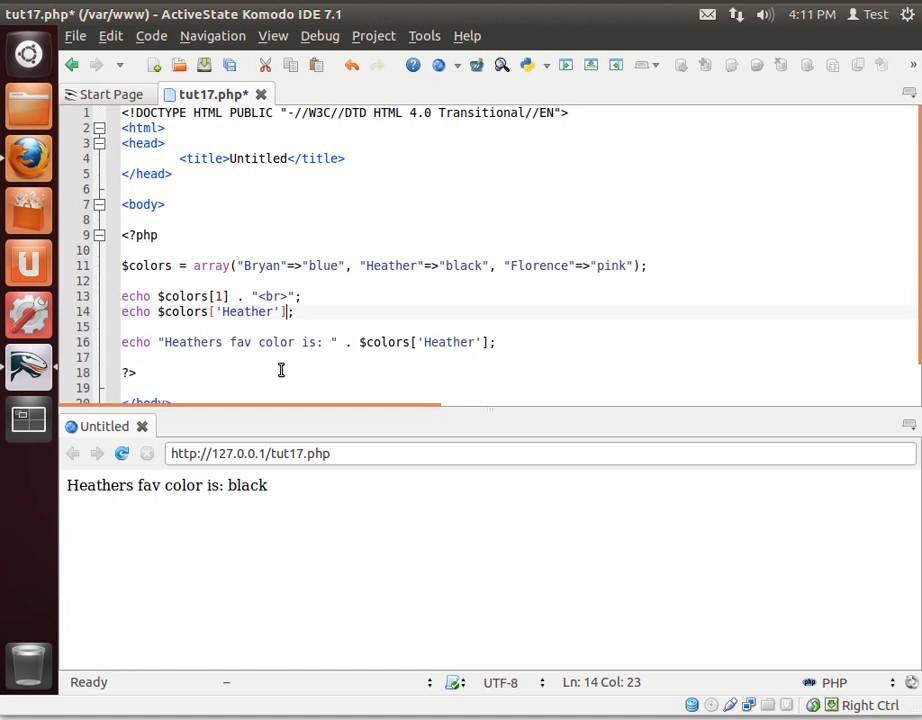 tut17.php* (/var/www) - ActiveState Komodo IDE 7.1
4:11 PM
Test
File Edit Code Navigation View Debug Project Tools Help
Start Page
tut17.php*
1 <!DOCTYPE HTML PUBLIC "-//W3C//DTD HTML 4.0 Transitional//EN">
2 <html>
3 <head>
4 <title>Untitled</title>
5 </head>
6
7 <body>
8
9 <?php
10
11 $colors = array("Bryan"=>"blue", "Heather"=>"black", "Florence"=>"pink");
12
13 echo $colors[1] . "<br>";
14 echo $colors['Heather'];
15
16 echo "Heathers fav color is: " . $colors['Heather'];
17
18 ?>
19
20 </body>
Untitled
http://127.0.0.1/tut17.php
Heathers fav color is: black
Ready
UTF-8
Ln: 14 Col: 23
PHP
Right Ctrl